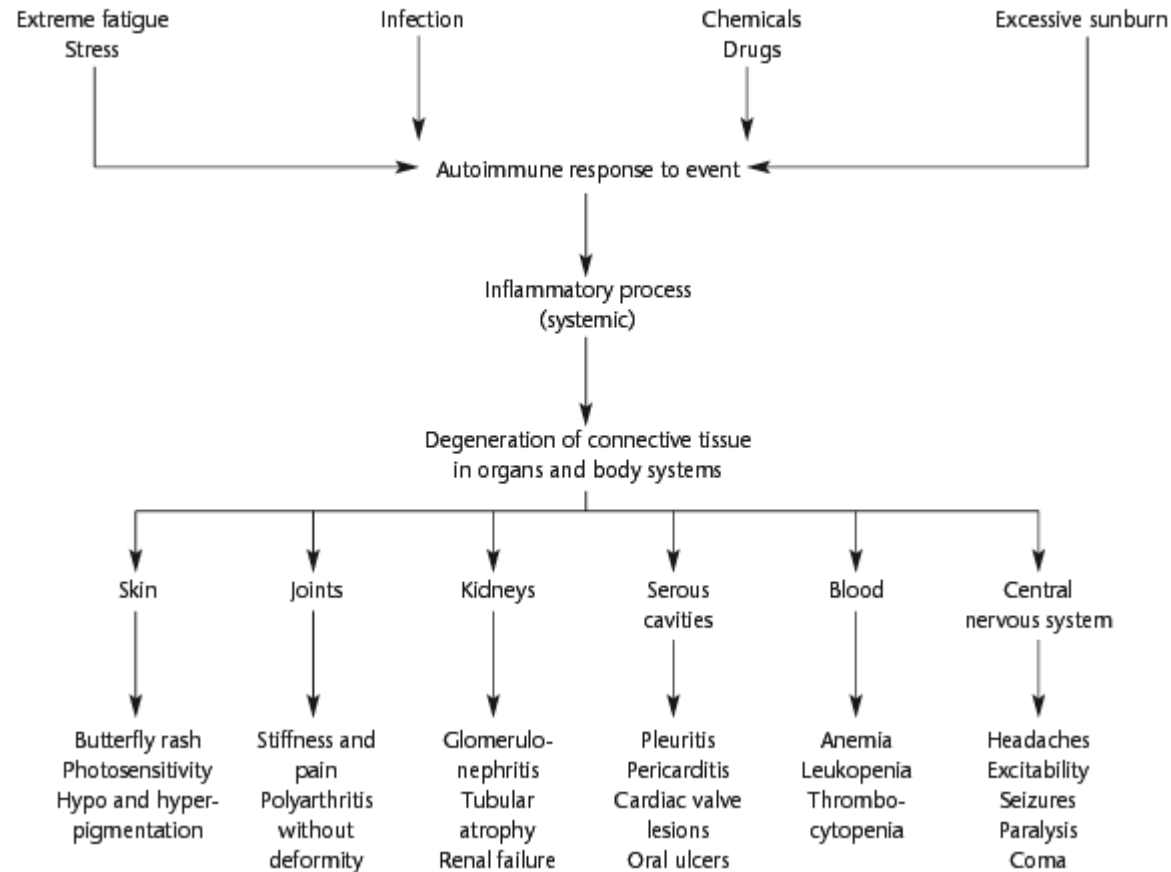 Extreme fatigue
Stress
Infection
Chemicals
Drugs
Excessive sunburn
Autoimmune response to event
Inflammatory process
(systemic)
Degeneration of connective tissue
in organs and body systems
Skin
Joints
Kidneys
Serous
cavities
Blood
Central
nervous system
Butterfly rash
Photosensitivity
Hypo and hyper-
pigmentation
Stiffness and
pain
Polyarthritis
without
deformity
Glomerulo-
nephritis
Tubular
atrophy
Renal failure
Pleuritis
Pericarditis
Cardiac valve
lesions
Oral ulcers
Anemia
Leukopenia
Thrombo-
cytopenia
Headaches
Excitability
Seizures
Paralysis
Coma